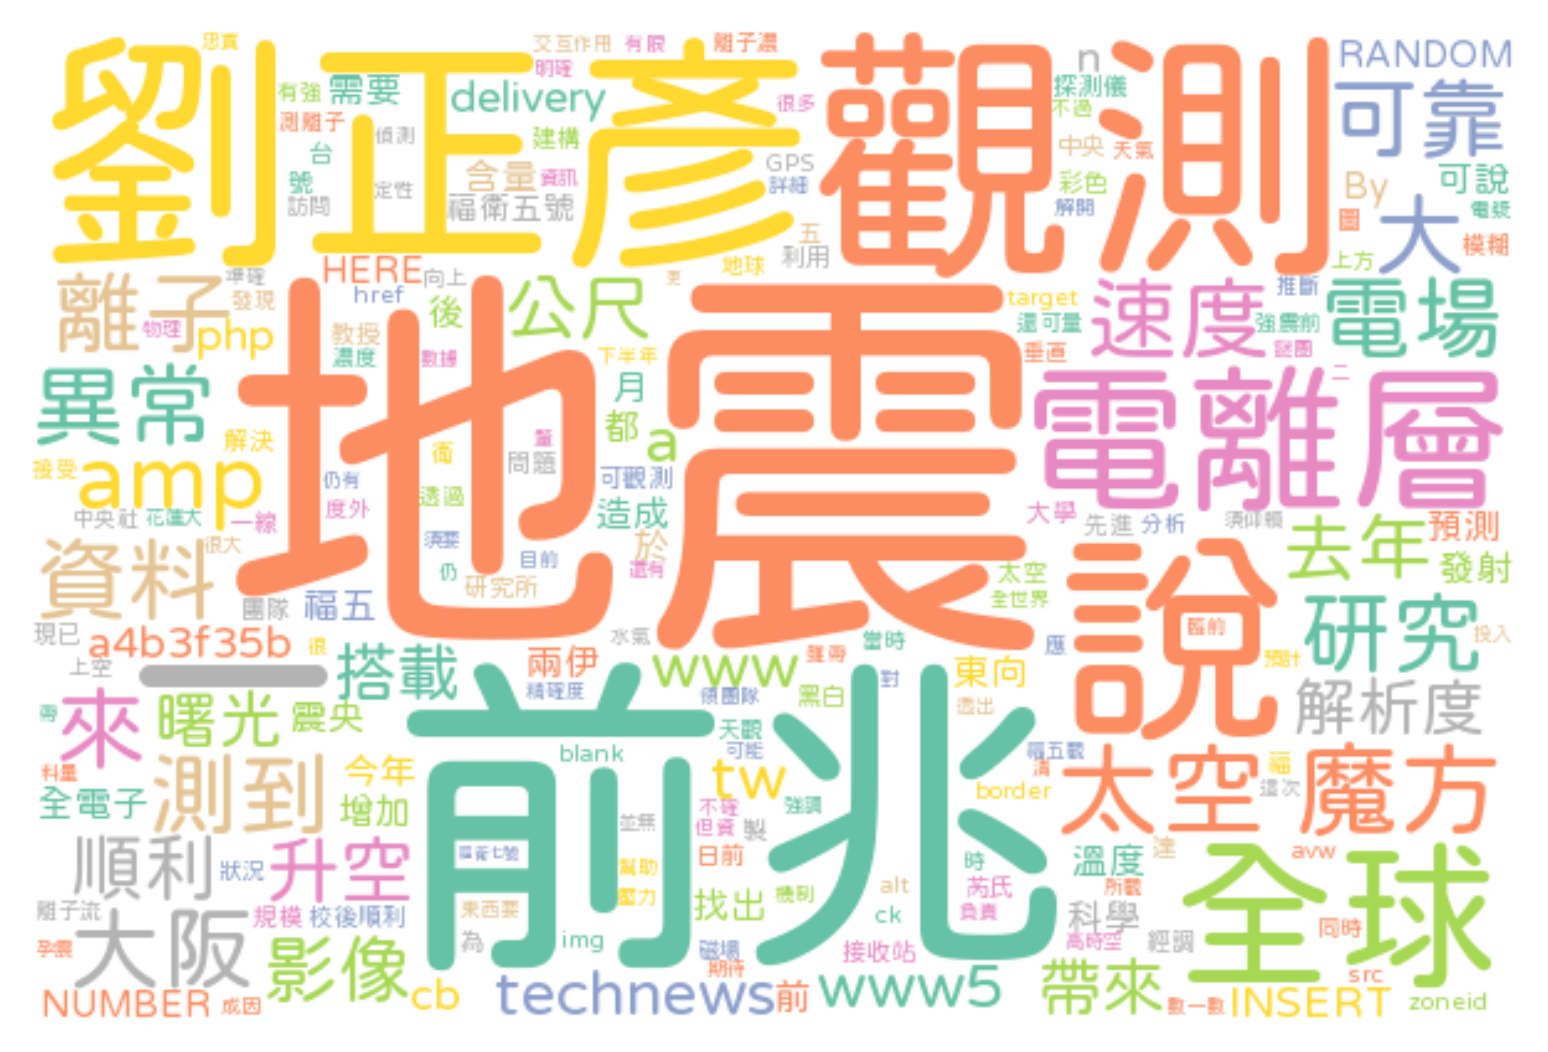 思寬
交互作用
有限
離子濃
RANDOM
劉正彥
觀測
n
有強
需要
明確
delivery
很多
探測儀
不過
可靠
測離子
偵測
建構
中央
天氣
台
GPS
含量
資訊
號
定性
詳細
彩色
By
可說
訪問
福衛五號
解開
圖
大
電漿
五
模糊
利用
地球
上方
HERE
向上
準確
離子
發現
href
後
公尺
更
target
推斷
速度
電場
物理
php
教授
濃度
數據
還可量
強震前
下半年
垂直
謎團
地震
月
二
異常
都
a
電離層
解決
衛
問題
接受
amp
仍有
可觀測
透過
中央社
花蓮大
一線
度外
造成
大學
先進
分析
須仰賴
去年
預測
資料
很大
須要
目前
於
還有
仍
研究所
太空
發射
全世界
團隊
福五
說
臨前
研究
現已
a4b3f35b
很
水氣
當時
應
投入
上空
一
搭載
兩伊
www
東向
預計
精確度
領團隊
對
解析度
來
曙光
震央
黑白
透出
前兆
天觀
可能
福五觀
blank
清
太空
福
魔方
料量
測到
今年
tw
border
這次
全電子
增加
不確
強調
但資
製
並無
順利
狀況
升空
福衛七號
日前
時
溫度
avw
全球
幫助
壓力
找出
機制
alt
芮氏
所觀
離子流
大阪
規模
校後順利
東西要
ck
負責
科學
同時
影像
為
img
磁場
接收站
高時空
經調
孕震
期待
src
NUMBER
成因
cb
technews
前
www5
帶來
數一數
INSERT
zoneid